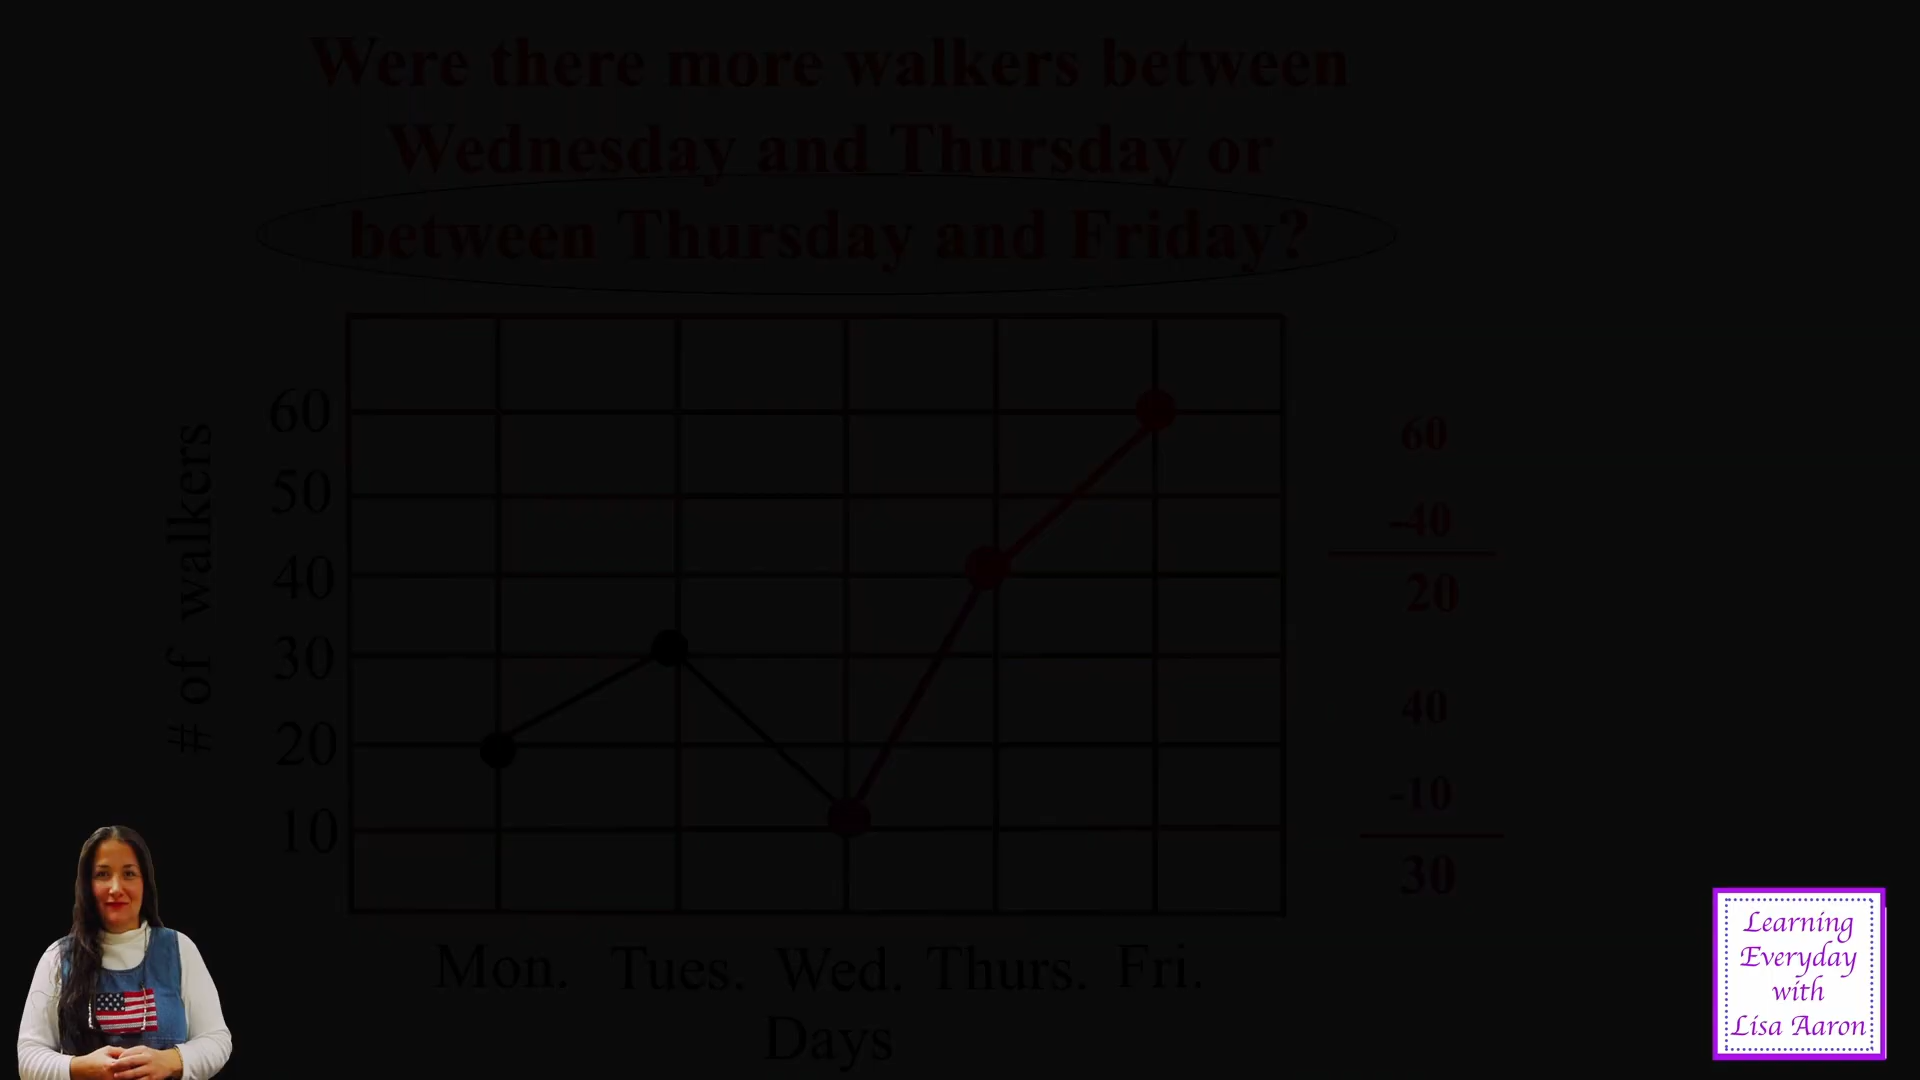 Were there more walkers between
Wednesday and Thursday or
between Thursday and Friday?
# of walkers
60
50
40
30
20
10
Mon. Tues. Wed. Thurs. Fri.
Days
60
-40
20
40
-10
30
Learning
Everyday
with
Lisa Aaron